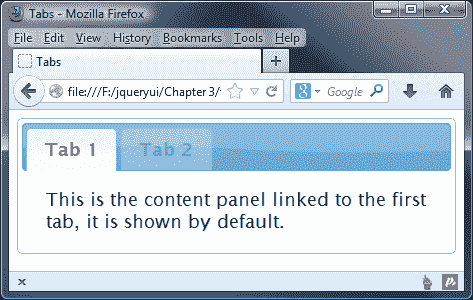 Tabs - Mozilla Firefox
File Edit View History Bookmarks Tools Help
Tabs
file:///F:/jqueryui/Chapter 3/
Google
Tab 1 Tab 2
This is the content panel linked to the first
tab, it is shown by default.